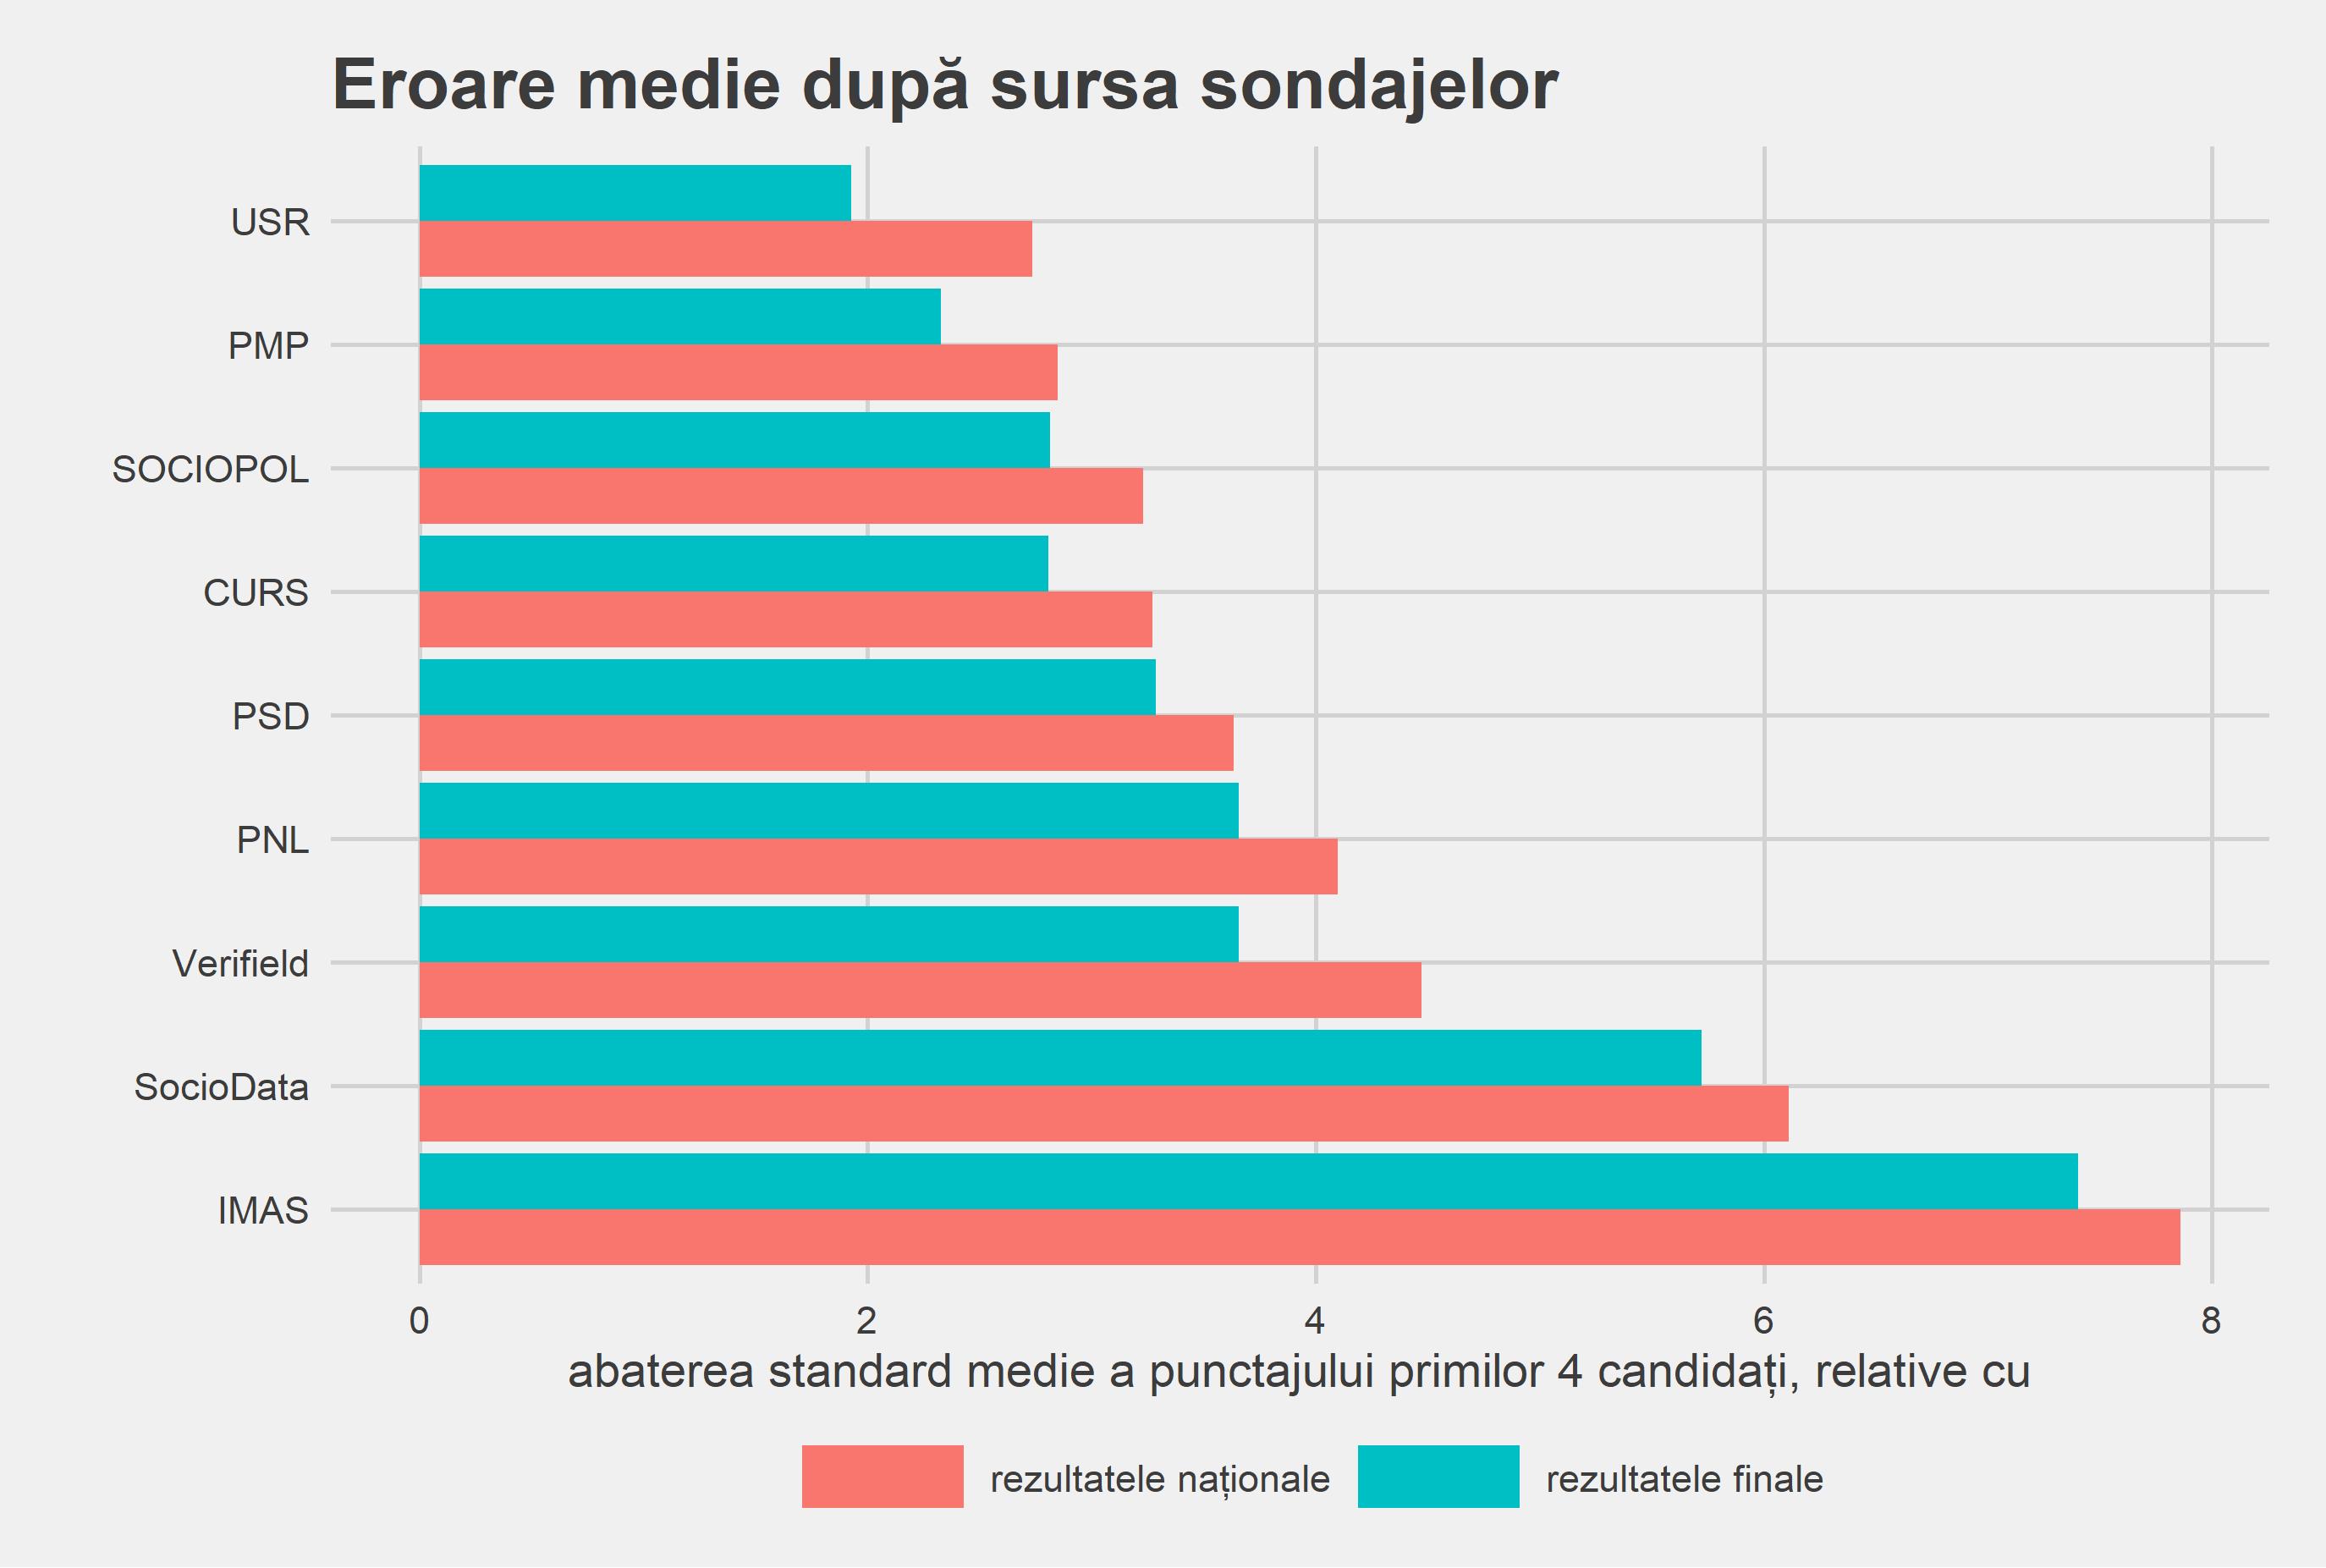 Eroare medie după sursa sondajelor
USR
PMP
SOCIOPOL
CURS
PSD
PNL
Verifield
SocioData
IMAS
0 2 4 6 8
abaterea standard medie a punctajului primilor 4 candidați, relative cu
rezultatele naționale rezultatele finale